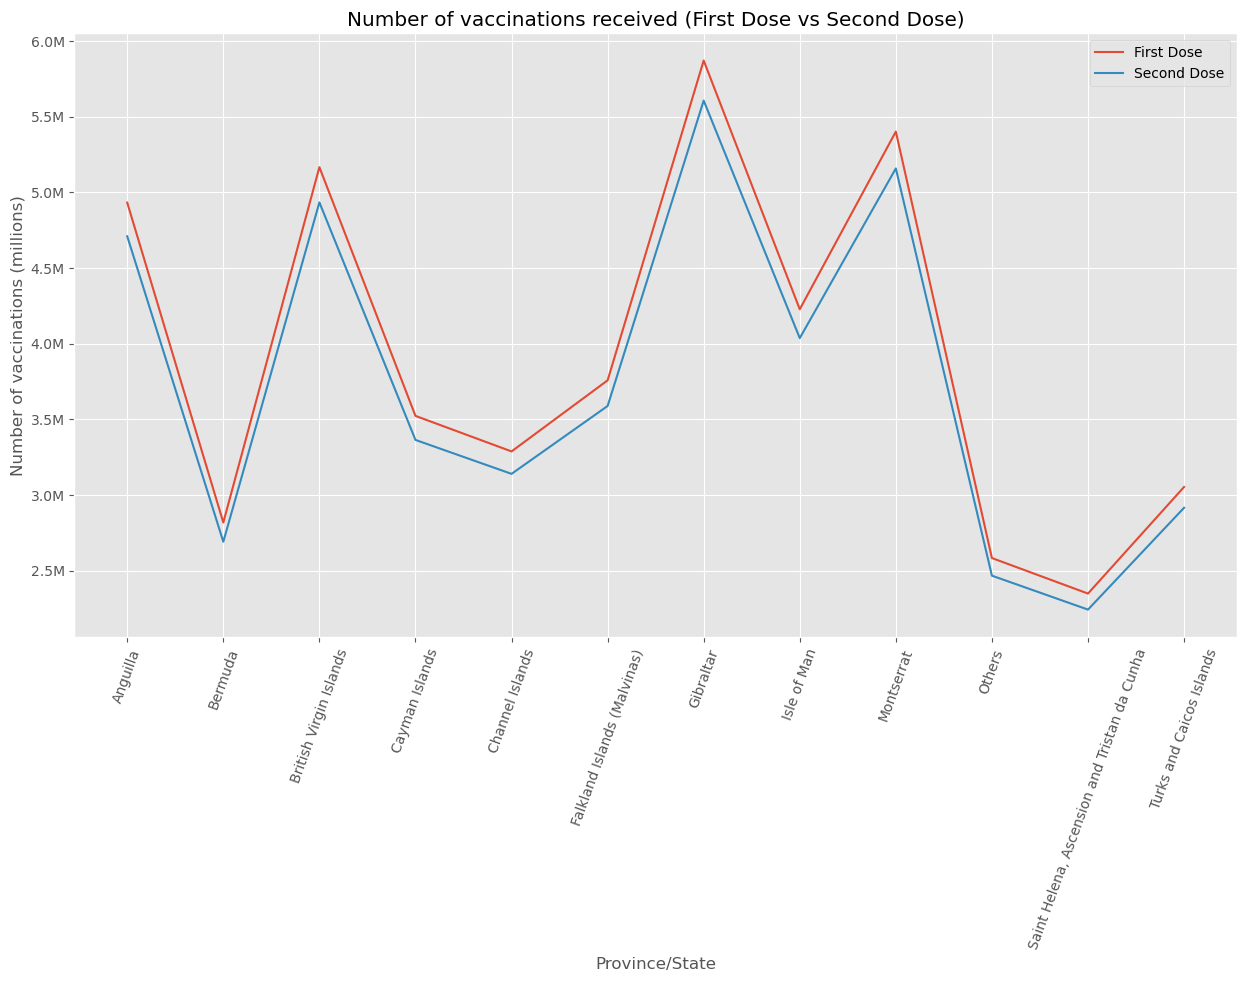 Number of vaccinations received (First Dose vs Second Dose)
First Dose
Second Dose
Number of vaccinations (millions)
6.0M
5.5M
5.0M
4.5M
4.0M
3.5M
3.0M
2.5M
Anguilla
Bermuda
British Virgin Islands
Cayman Islands
Channel Islands
Falkland Islands (Malvinas)
Gibraltar
Isle of Man
Montserrat
Others
Saint Helena, Ascension and Tristan da Cunha
Turks and Caicos Islands
Province/State